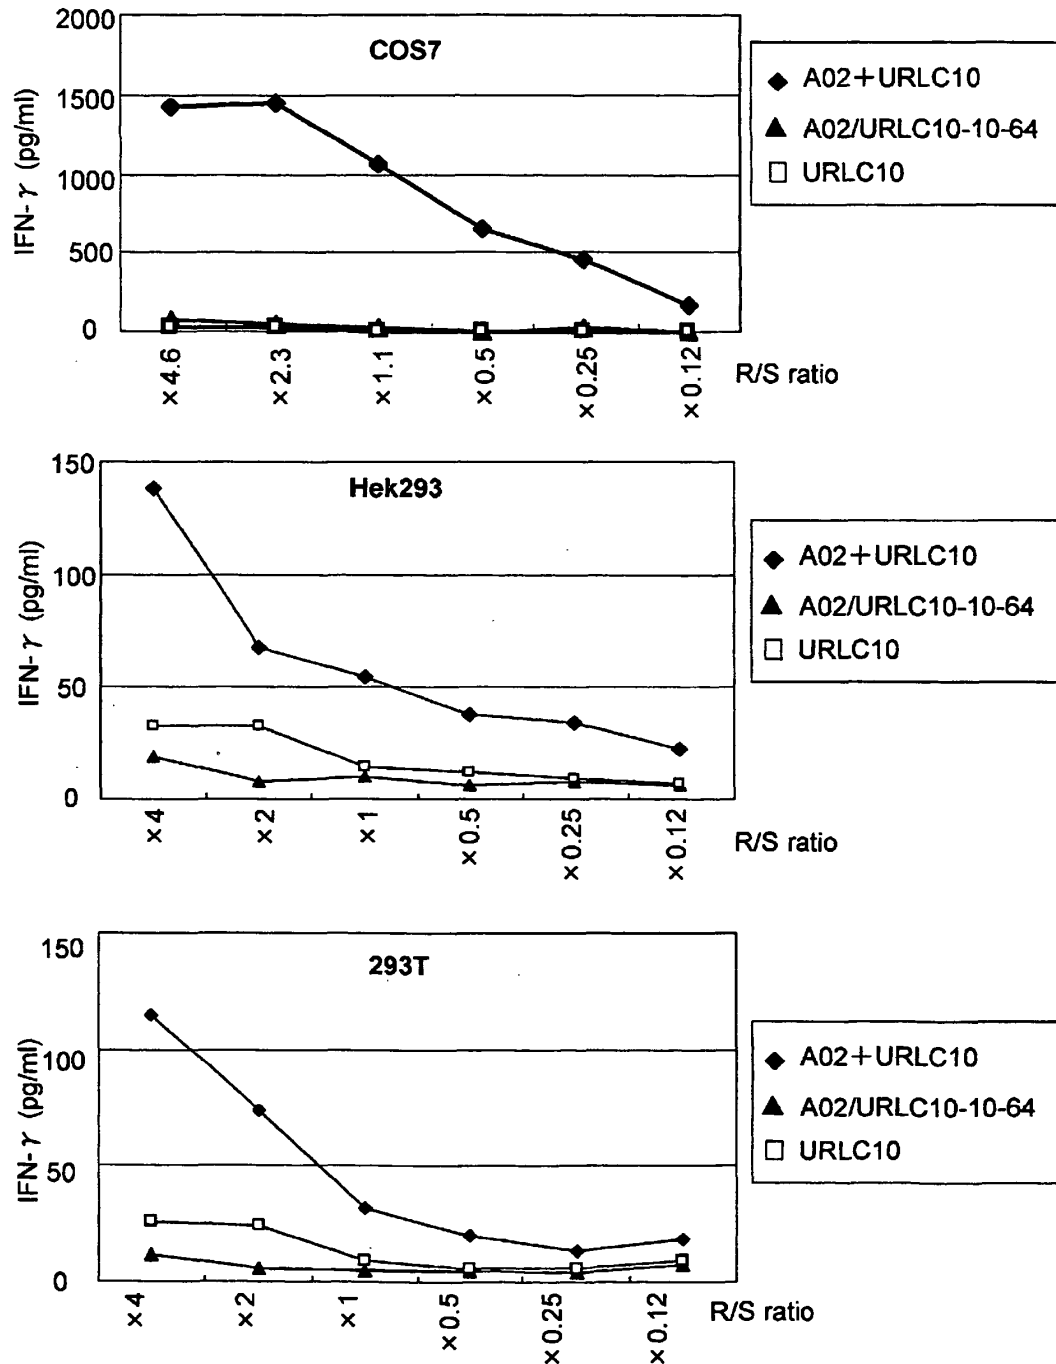 COS7
IFN-γ (pg/ml)
2000
1500
1000
500
0
×4.6
×2.3
×1.1
×0.5
×0.25
×0.12
R/S ratio
A02+URLC10
A02/URLC10-10-64
URLC10
Hek293
IFN-γ (pg/ml)
150
100
50
0
×4
×2
×1
×0.5
×0.25
×0.12
R/S ratio
A02+URLC10
A02/URLC10-10-64
URLC10
293T
IFN-γ (pg/ml)
150
100
50
0
×4
×2
×1
×0.5
×0.25
×0.12
R/S ratio
A02+URLC10
A02/URLC10-10-64
URLC10